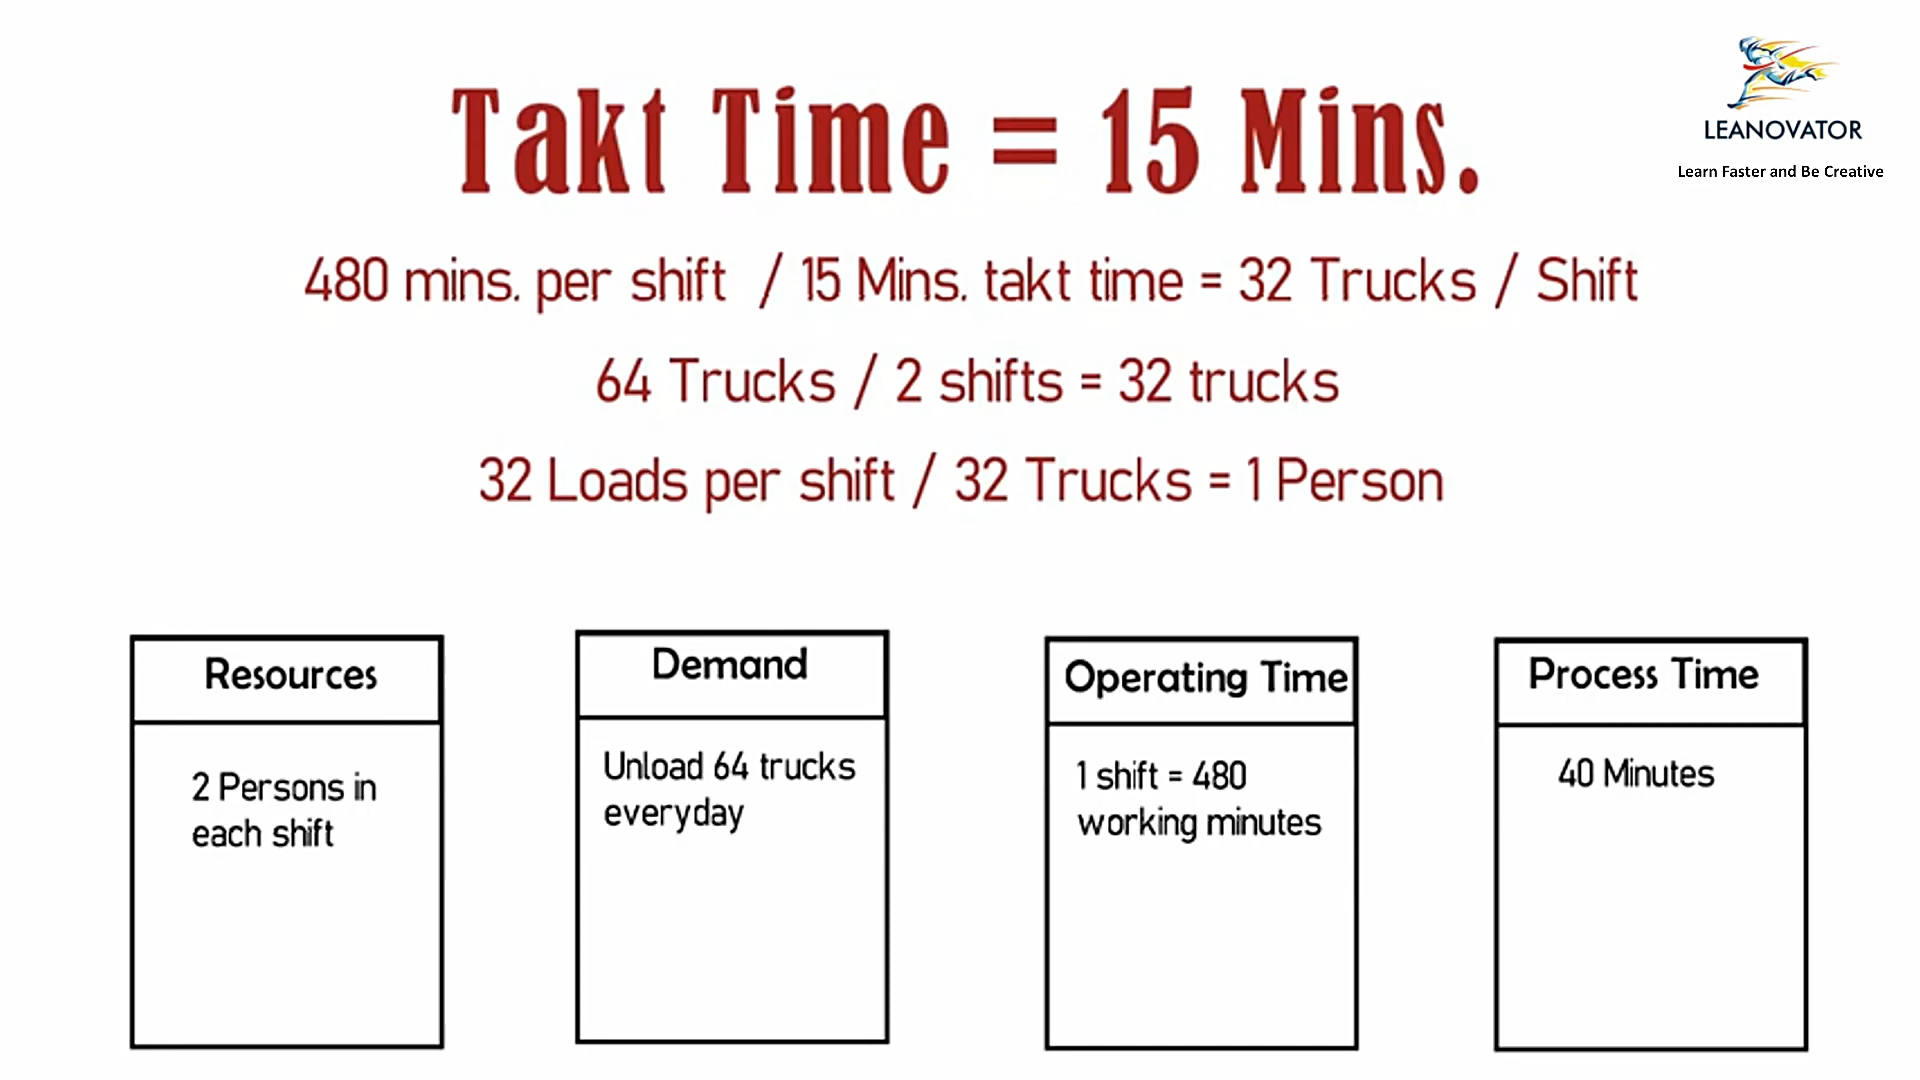 LEANOVATOR
Learn Faster and Be Creative
Takt Time = 15 Mins.
480 mins. per shift / 15 Mins. takt time = 32 Trucks / Shift
64 Trucks / 2 shifts = 32 trucks
32 Loads per shift / 32 Trucks = 1 Person
Resources
2 Persons in
each shift
Demand
Unload 64 trucks
everyday
Operating Time
1 shift = 480
working minutes
Process Time
40 Minutes